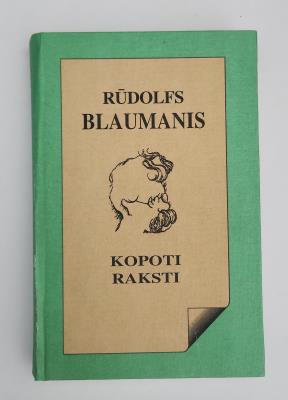 RŪDOLFS
BLAUMANIS
KOPOTI
RAKSTI